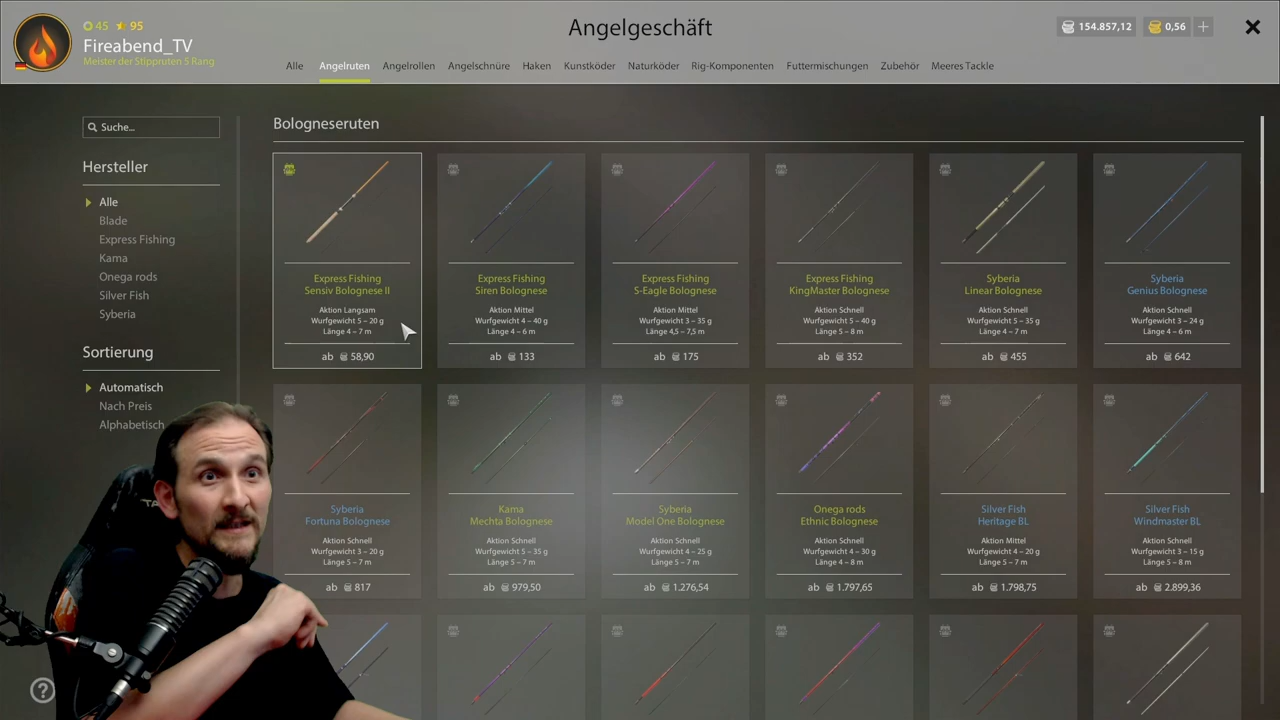 45 95
Fireabend_TV
Meister der Stippruten 5 Rang
Angelgeschäft
154.857,12
0,56
Alle Angelruten Angelrollen Angelschnüre Haken Kunstköder Naturköder Rig-Komponenten Futtermischungen Zubehör Meeres Tackle
Suche...
Hersteller
Alle
Blade
Express Fishing
Kama
Onega rods
Silver Fish
Syberia
Sortierung
Automatisch
Nach Preis
Alphabetisch
Bologneseruten
Express Fishing
Sensiv Bolognese II
Aktion Langsam
Wurfgewicht 5 – 20 g
Länge 4 – 7 m
ab 58,90
Express Fishing
Siren Bolognese
Aktion Mittel
Wurfgewicht 4 – 40 g
Länge 4 – 6 m
ab 133
Express Fishing
S-Eagle Bolognese
Aktion Mittel
Wurfgewicht 3 – 35 g
Länge 4,5 – 7,5 m
ab 175
Express Fishing
KingMaster Bolognese
Aktion Schnell
Wurfgewicht 5 – 40 g
Länge 5 – 8 m
ab 352
Syberia
Linear Bolognese
Aktion Schnell
Wurfgewicht 5 – 35 g
Länge 4 – 7 m
ab 455
Syberia
Genius Bolognese
Aktion Schnell
Wurfgewicht 3 – 24 g
Länge 4 – 6 m
ab 642
Syberia
Fortuna Bolognese
Aktion Schnell
Wurfgewicht 3 – 20 g
Länge 5 – 7 m
ab 817
Kama
Mechta Bolognese
Aktion Schnell
Wurfgewicht 5 – 35 g
Länge 5 – 7 m
ab 979,50
Syberia
Model One Bolognese
Aktion Schnell
Wurfgewicht 4 – 25 g
Länge 5 – 7 m
ab 1.276,54
Onega rods
Ethnic Bolognese
Aktion Schnell
Wurfgewicht 4 – 30 g
Länge 4 – 8 m
ab 1.797,65
Silver Fish
Heritage BL
Aktion Mittel
Wurfgewicht 4 – 20 g
Länge 5 – 7 m
ab 1.798,75
Silver Fish
Windmaster BL
Aktion Schnell
Wurfgewicht 3 – 15 g
Länge 5 – 8 m
ab 2.899,36
?